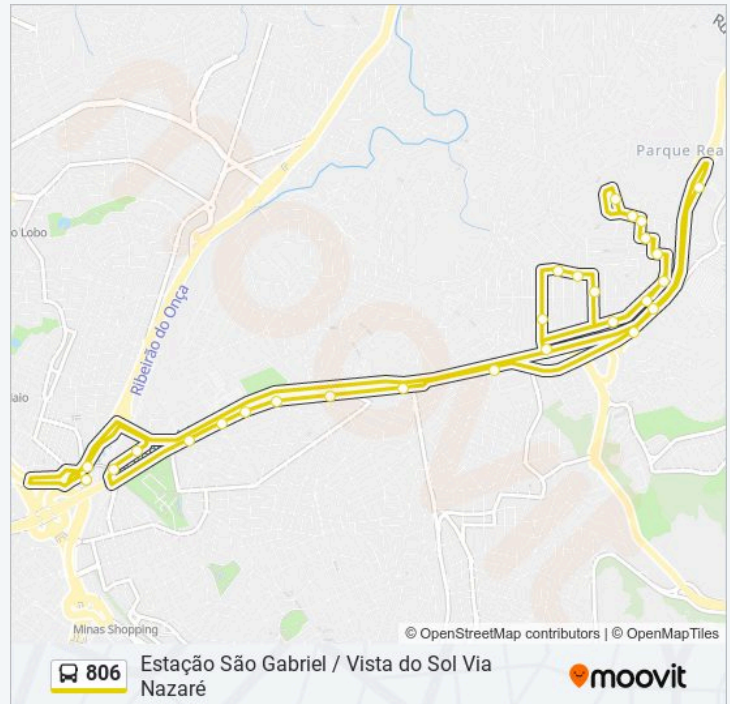 Ru
Parque Rea
o Lobo
Ribeirão do Onça
aio
Minas Shopping
© OpenStreetMap contributors | © OpenMapTiles
806
Estação São Gabriel / Vista do Sol Via
Nazaré
moovit